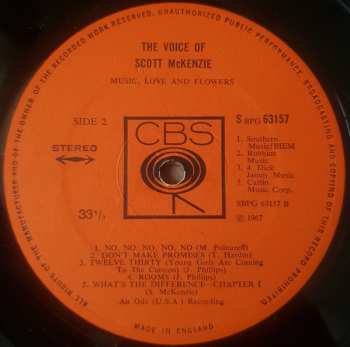 ALL RIGHTS OF THE MANUFACTURER AND OF THE OWNER OF THE RECORDED WORK RESERVED. UNAUTHORIZED PUBLIC PERFORMANCE, BROADCASTING AND COPYING OF THIS RECORD PROHIBITED
THE VOICE OF
SCOTT McKENZIE
MUSIC, LOVE AND FLOWERS
SIDE 2
S BPG 63157
CBS
STEREO
33⅓
1. Southern
Music/BIEM
2. Robbins
Music
3. 4. Dick
James Music
5. Carlin
Music Corp.
SBPG 63157 B
℗ 1967
1. NO, NO, NO, NO, NO (M. Polnareff)
2. DON'T MAKE PROMISES (T. Hardin)
3. TWELVE THIRTY (Young Girls Are Coming
To The Canyon) (J. Phillips)
4. ROOMS (J. Phillips)
5. WHAT'S THE DIFFERENCE—CHAPTER I
(S. McKenzie)
An Ode (U.S.A.) Recording
MADE IN ENGLAND